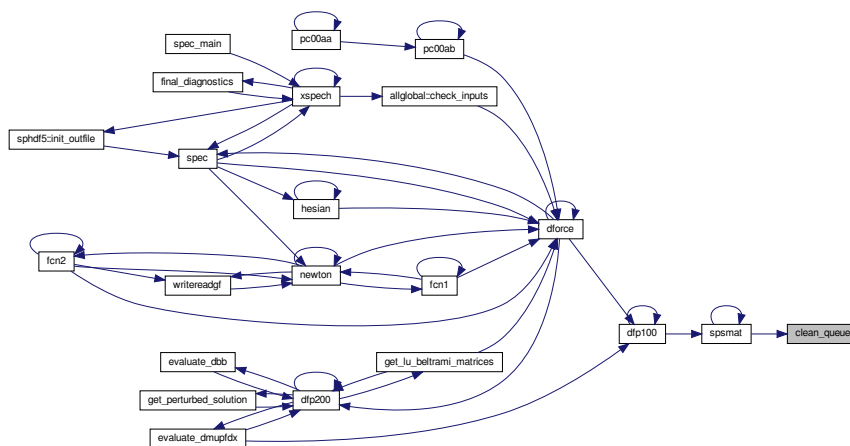 pc00aa
pc00ab
spec_main
final_diagnostics
xspech
allglobal::check_inputs
sphdf5::init_outfile
spec
hesian
dforce
fcn2
newton
fcn1
writereadgf
dfp100
spsmat
clean_queue
evaluate_dbb
get_lu_beltrami_matrices
get_perturbed_solution
dfp200
evaluate_dmupfdx